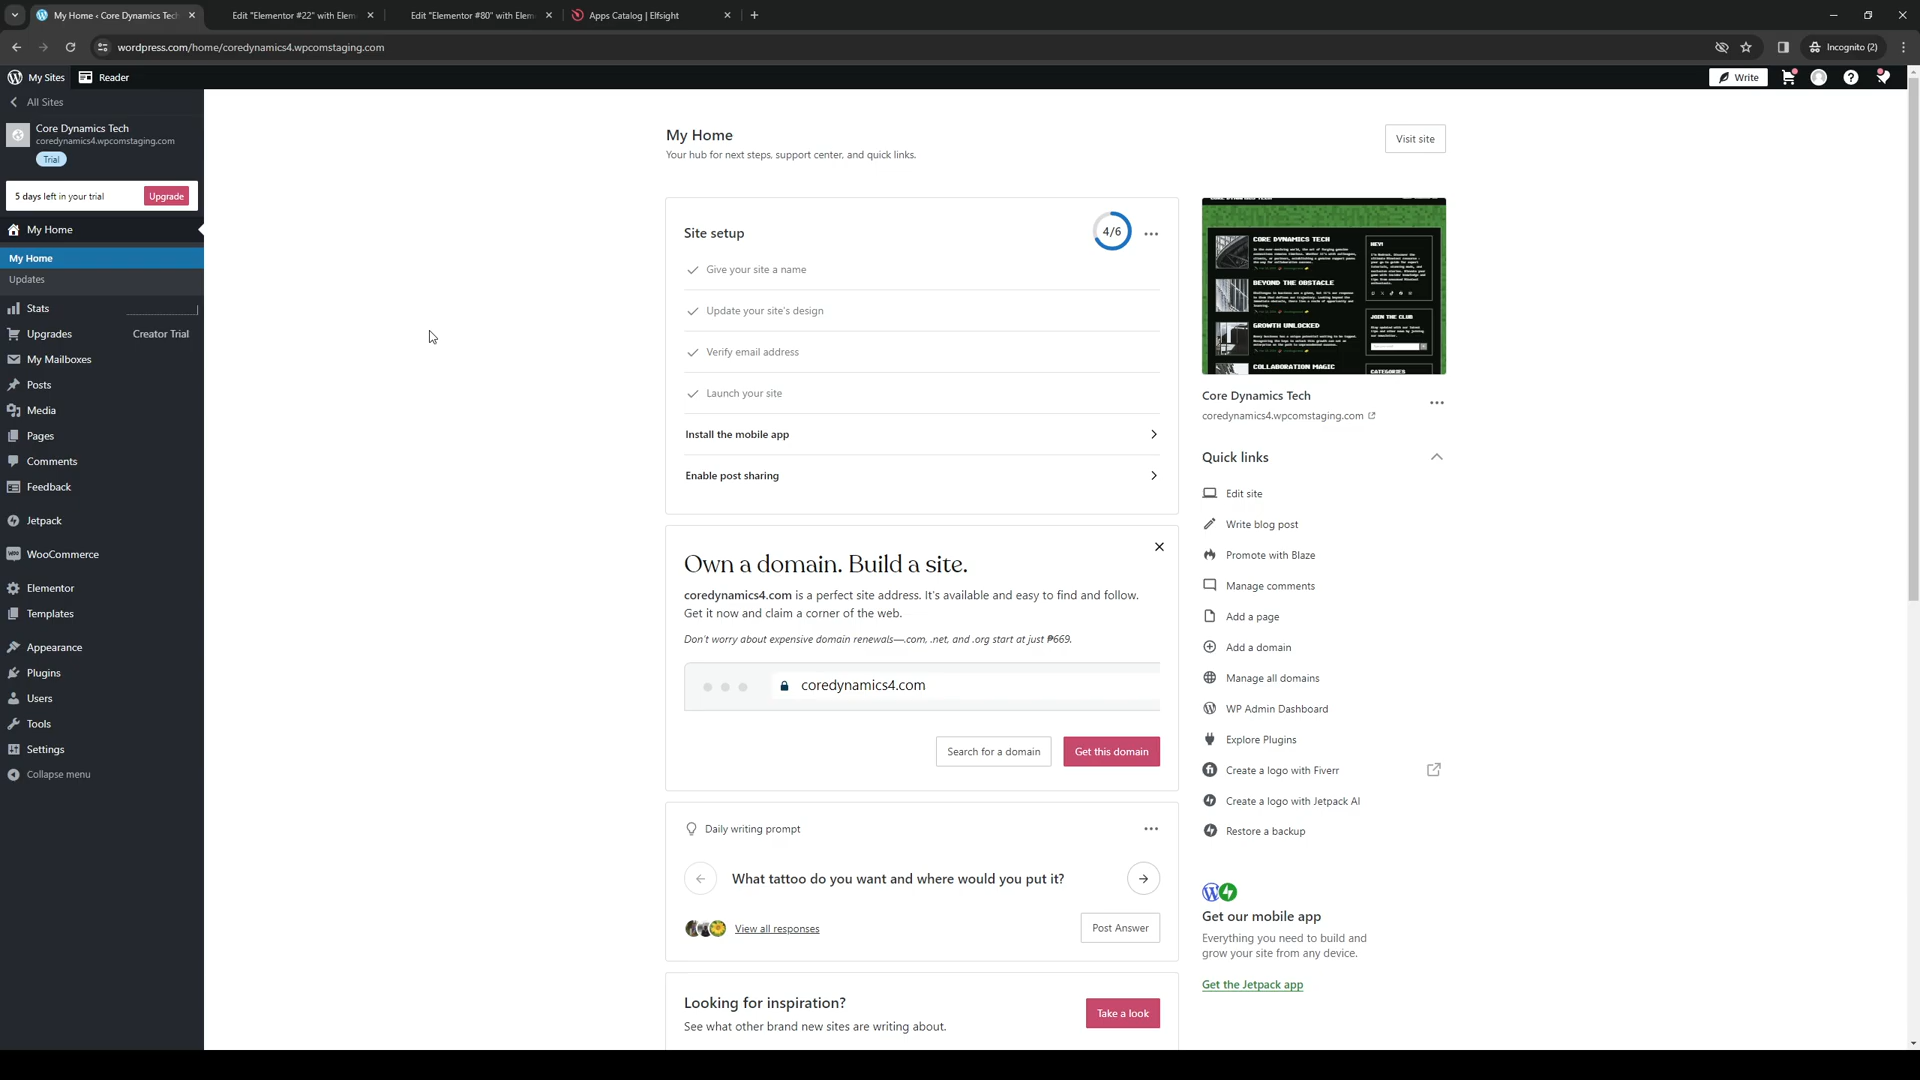 My Home ‹ Core Dynamics Tech
Edit "Elementor #22" with Elem
Edit "Elementor #80" with Elem
Apps Catalog | Elfsight
wordpress.com/home/coredynamics4.wpcomstaging.com
Incognito (2)
My Sites
Reader
Write
All Sites
Core Dynamics Tech
coredynamics4.wpcomstaging.com
Trial
5 days left in your trial
Upgrade
My Home
My Home
Updates
Stats
Upgrades
Creator Trial
My Mailboxes
Posts
Media
Pages
Comments
Feedback
Jetpack
WooCommerce
Elementor
Templates
Appearance
Plugins
Users
Tools
Settings
Collapse menu
My Home
Your hub for next steps, support center, and quick links.
Visit site
Site setup
4/6
Give your site a name
Update your site's design
Verify email address
Launch your site
Install the mobile app
Enable post sharing
Own a domain. Build a site.
coredynamics4.com is a perfect site address. It's available and easy to find and follow.
Get it now and claim a corner of the web.
Don't worry about expensive domain renewals—.com, .net, and .org start at just ₱669.
coredynamics4.com
Search for a domain
Get this domain
Daily writing prompt
What tattoo do you want and where would you put it?
View all responses
Post Answer
Looking for inspiration?
See what other brand new sites are writing about.
Take a look
CORE DYNAMICS TECH
BEYOND THE OBSTACLE
GROWTH UNLOCKED
COLLABORATION MAGIC
HEY!
JOIN THE CLUB
CATEGORIES
Core Dynamics Tech
coredynamics4.wpcomstaging.com
Quick links
Edit site
Write blog post
Promote with Blaze
Manage comments
Add a page
Add a domain
Manage all domains
WP Admin Dashboard
Explore Plugins
Create a logo with Fiverr
Create a logo with Jetpack AI
Restore a backup
Get our mobile app
Everything you need to build and
grow your site from any device.
Get the Jetpack app